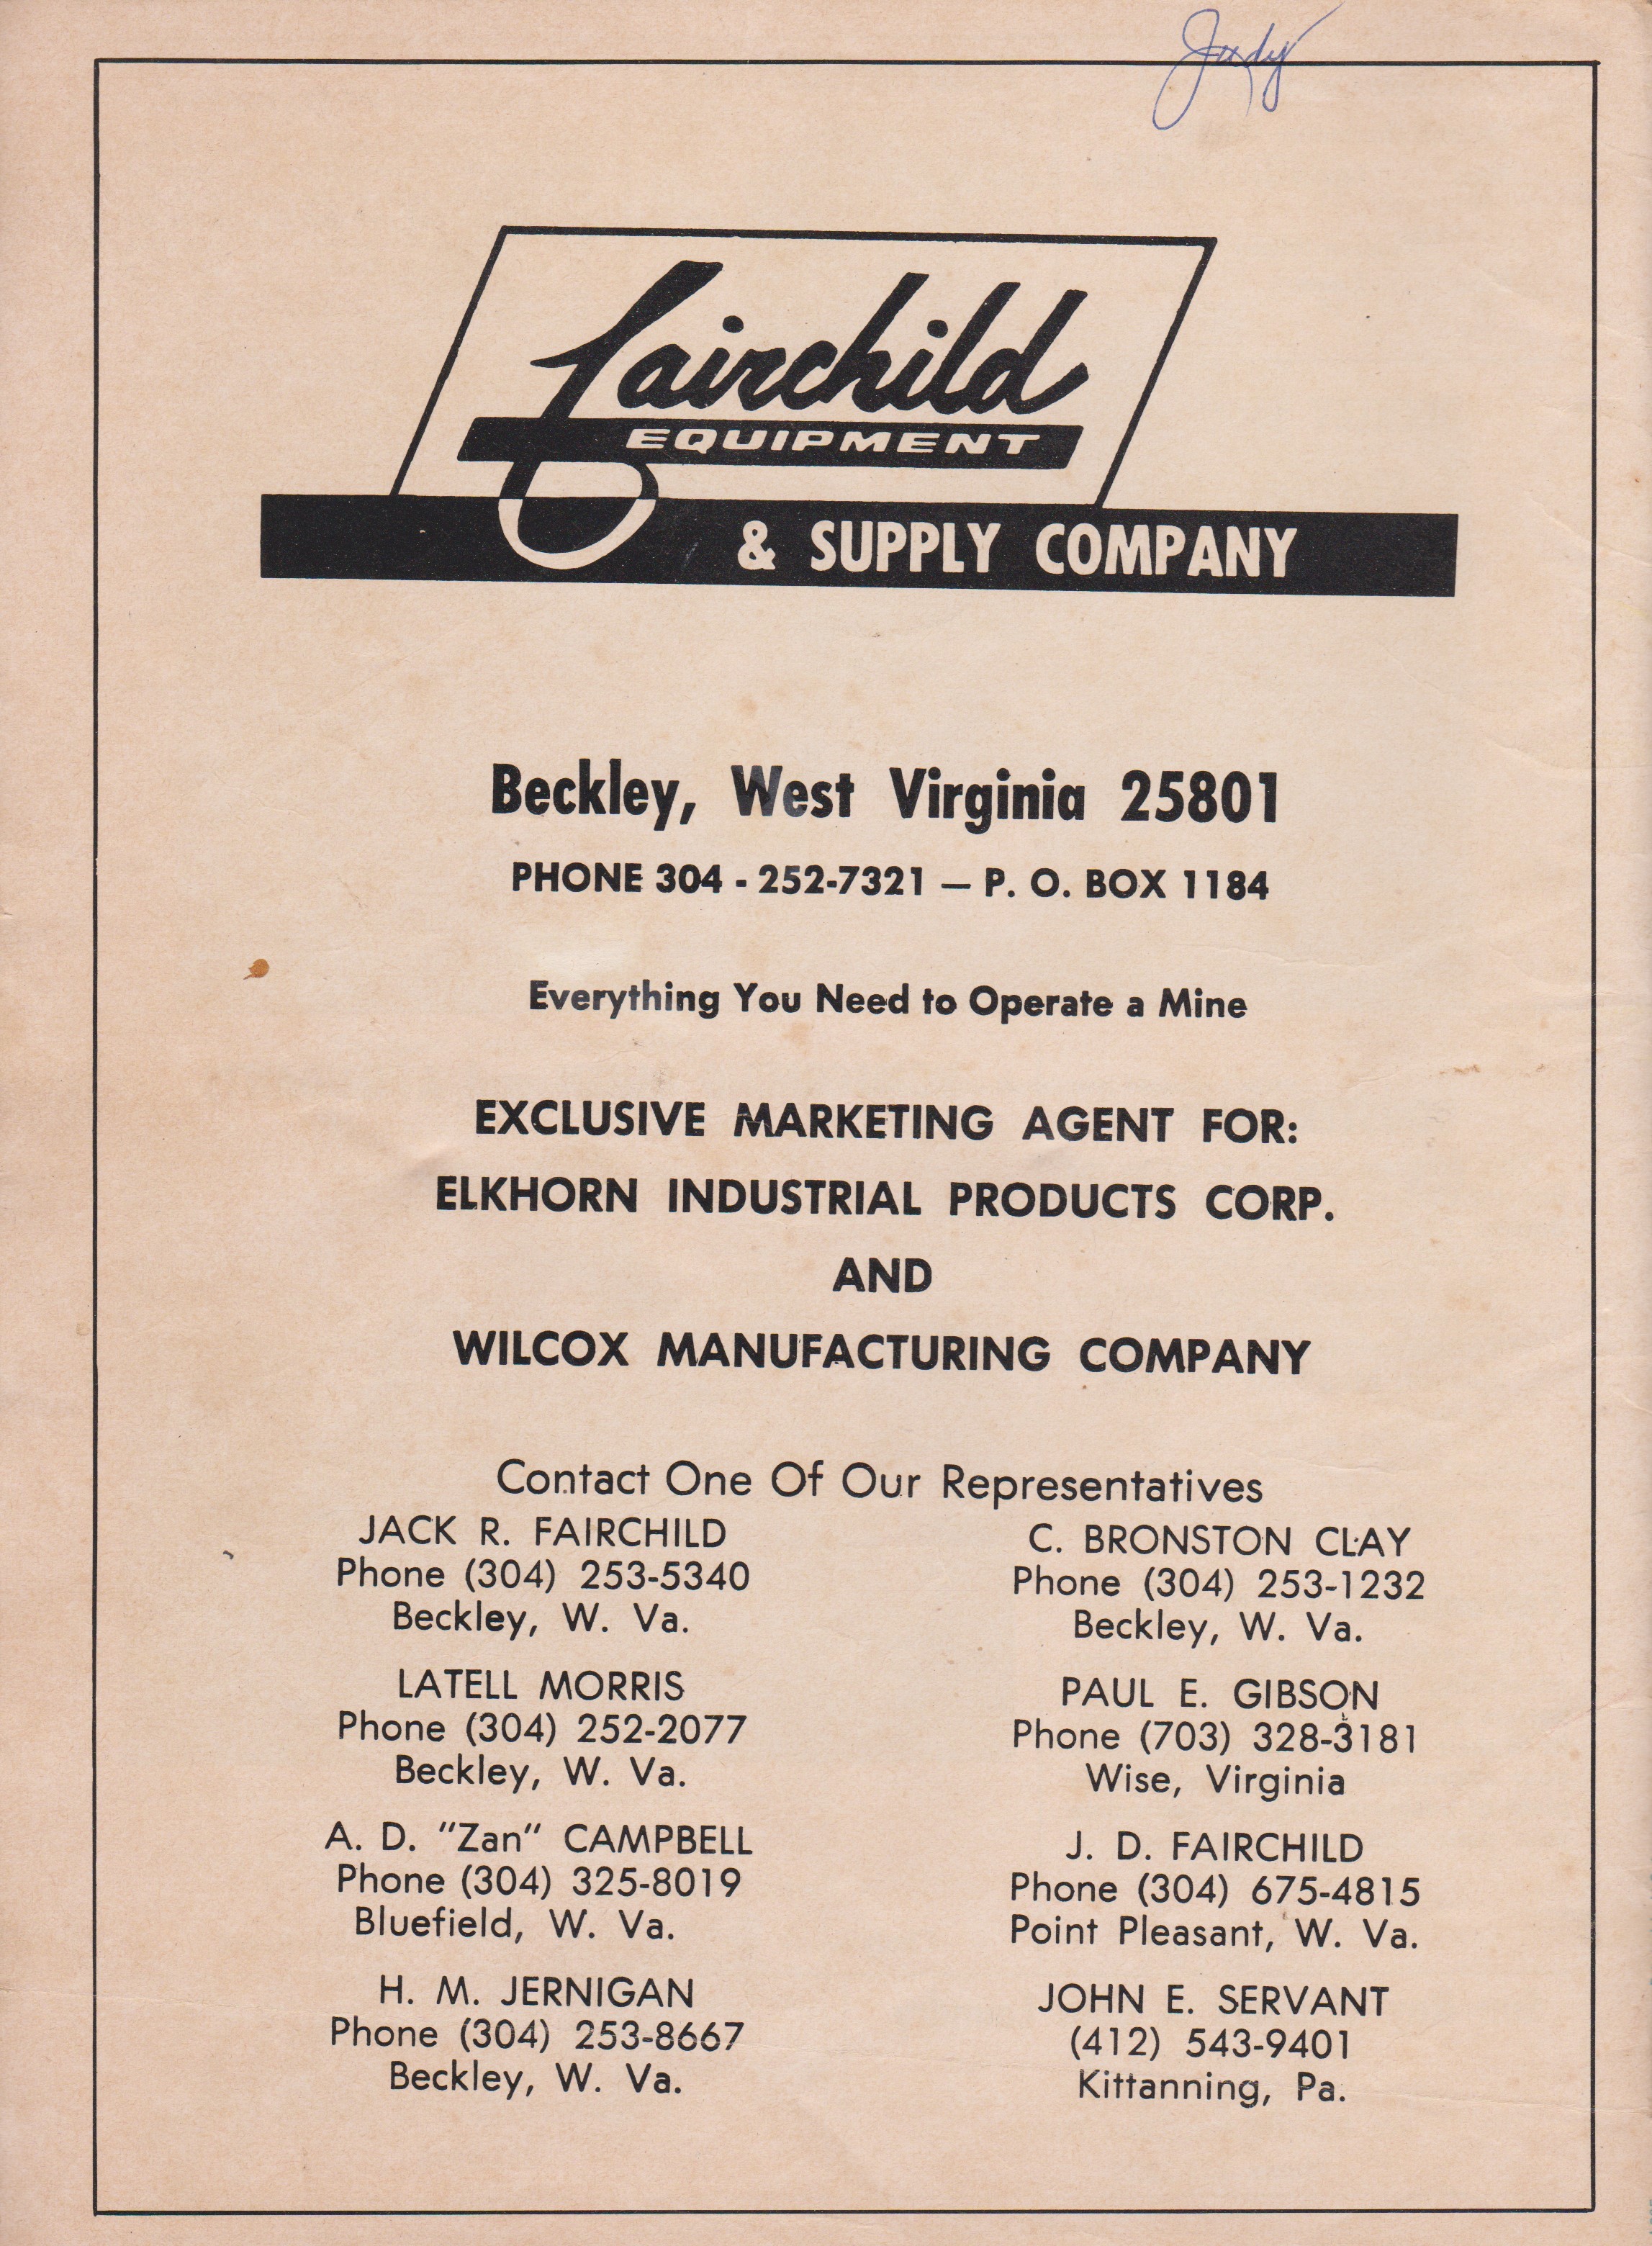 Judy
Fairchild
EQUIPMENT
& SUPPLY COMPANY
Beckley, West Virginia 25801
PHONE 304 - 252-7321 — P. O. BOX 1184
Everything You Need to Operate a Mine
EXCLUSIVE MARKETING AGENT FOR:
ELKHORN INDUSTRIAL PRODUCTS CORP.
AND
WILCOX MANUFACTURING COMPANY
Contact One Of Our Representatives
JACK R. FAIRCHILD
Phone (304) 253-5340
Beckley, W. Va.
LATELL MORRIS
Phone (304) 252-2077
Beckley, W. Va.
A. D. "Zan" CAMPBELL
Phone (304) 325-8019
Bluefield, W. Va.
H. M. JERNIGAN
Phone (304) 253-8667
Beckley, W. Va.
C. BRONSTON CLAY
Phone (304) 253-1232
Beckley, W. Va.
PAUL E. GIBSON
Phone (703) 328-3181
Wise, Virginia
J. D. FAIRCHILD
Phone (304) 675-4815
Point Pleasant, W. Va.
JOHN E. SERVANT
(412) 543-9401
Kittanning, Pa.